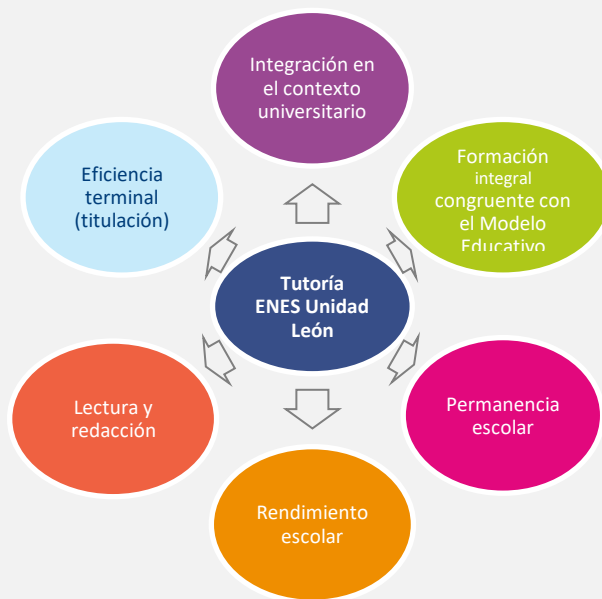 Integración en
el contexto
universitario
Formación
integral
congruente con
el Modelo
Educativo
Permanencia
escolar
Rendimiento
escolar
Lectura y
redacción
Eficiencia
terminal
(titulación)
Tutoría
ENES Unidad
León